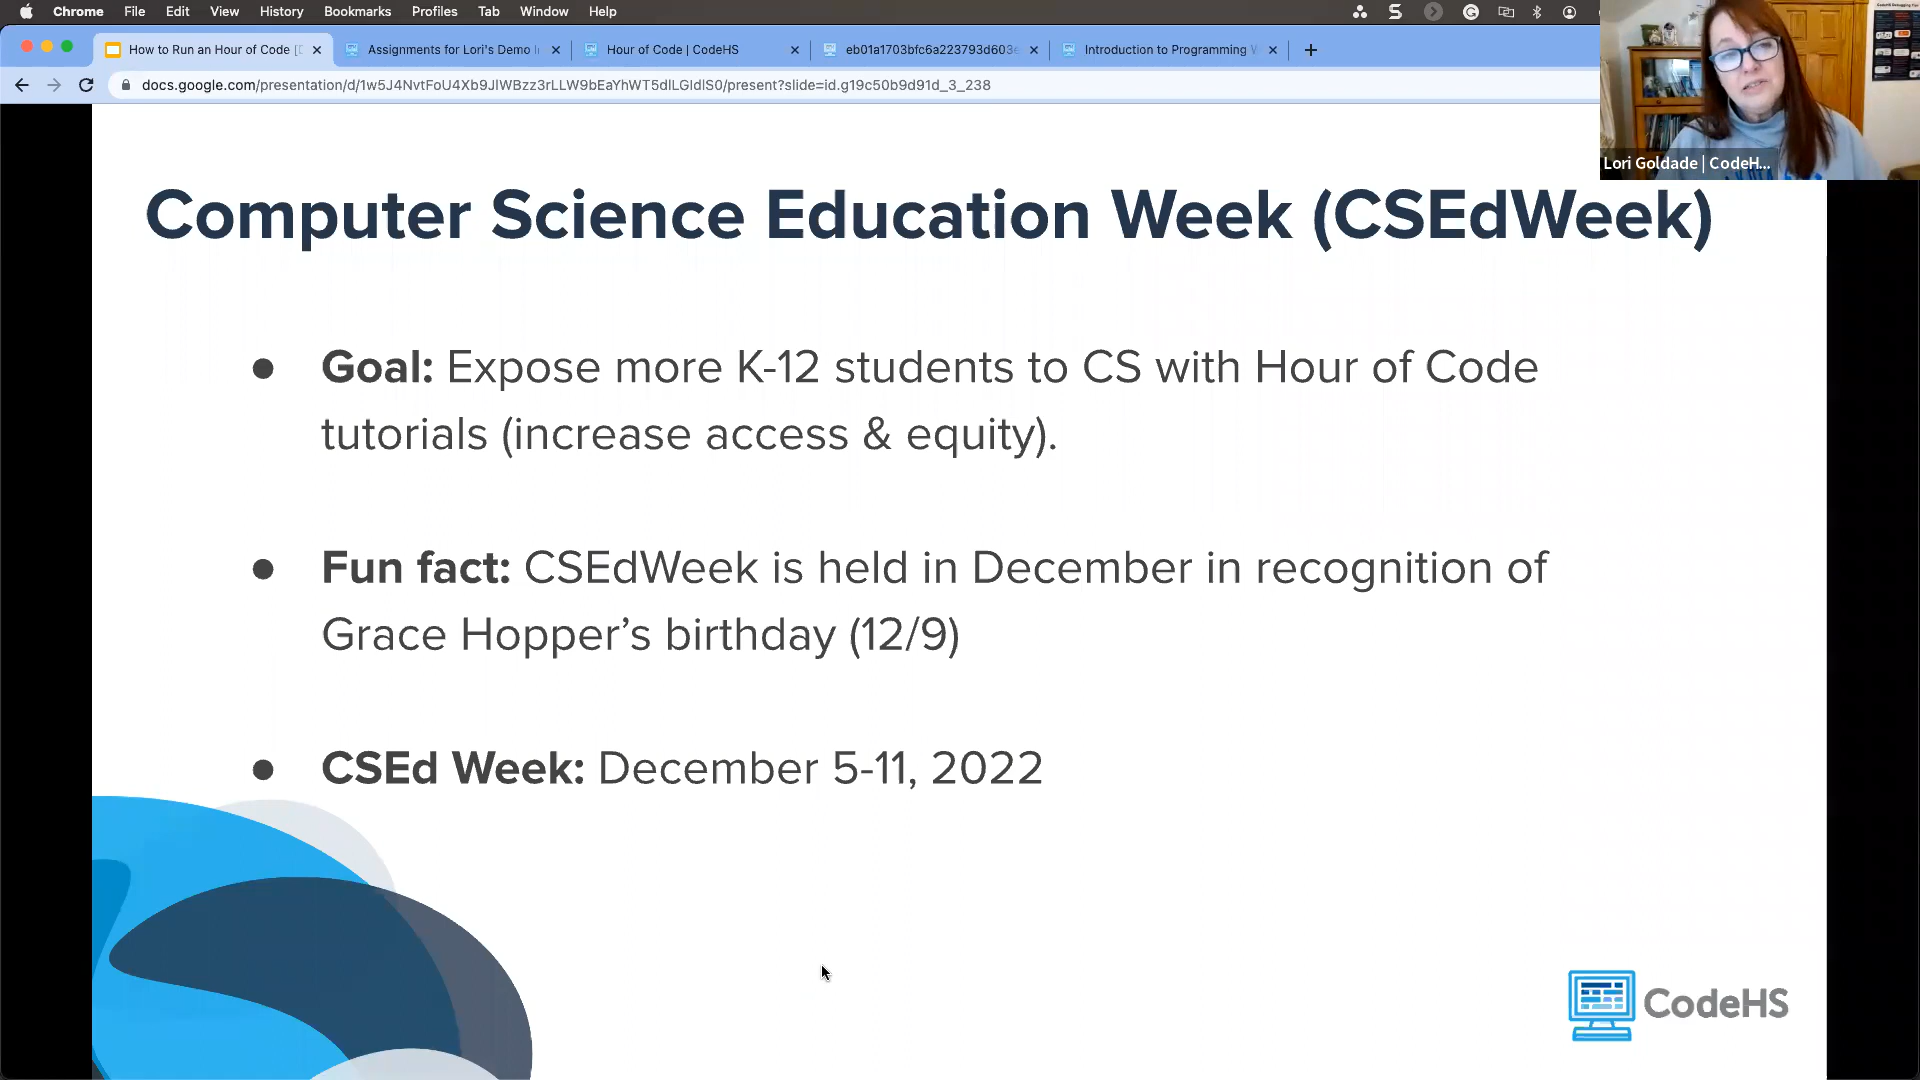 Chrome File Edit View History Bookmarks Profiles Tab Window Help
How to Run an Hour of Code [D
Assignments for Lori's Demo I
Hour of Code | CodeHS
eb01a1703bfc6a223793d603e
Introduction to Programming W
docs.google.com/presentation/d/1w5J4NvtFoU4Xb9JlWBzz3rLLW9bEaYhWT5dlLGldlS0/present?slide=id.g19c50b9d91d_3_238
Lori Goldade | CodeH...
Computer Science Education Week (CSEdWeek)
● Goal: Expose more K-12 students to CS with Hour of Code
tutorials (increase access & equity).
● Fun fact: CSEdWeek is held in December in recognition of
Grace Hopper’s birthday (12/9)
● CSEd Week: December 5-11, 2022
CodeHS